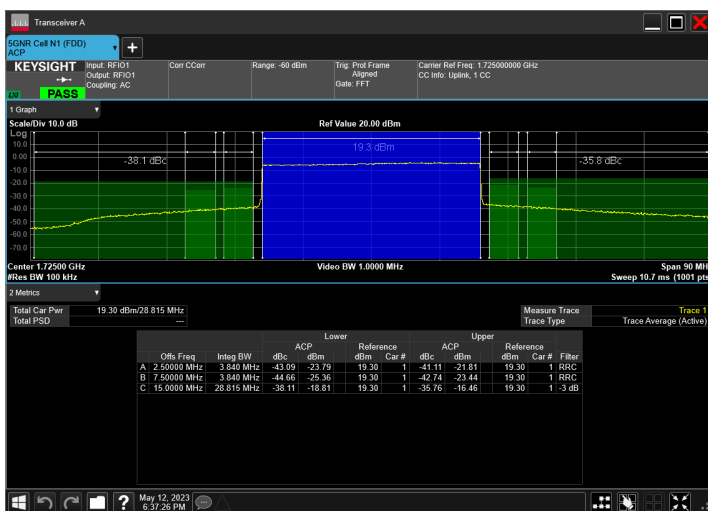 Transceiver A
5GNR Cell N1 (FDD)
ACP
KEYSIGHT
LXI
PASS
Input: RFIO1
Output: RFIO1
Coupling: AC
Corr CCorr
Range: -60 dBm
Trig: Prot Frame
Aligned
Gate: FFT
Carrier Ref Freq: 1.725000000 GHz
CC Info: Uplink, 1 CC
1 Graph
Scale/Div 10.0 dB
Ref Value 20.00 dBm
Log
10.0
0.00
-10.0
-20.0
-30.0
-40.0
-50.0
-60.0
-70.0
-38.1 dBc
19.3 dBm
-35.8 dBc
Center 1.72500 GHz
Video BW 1.0000 MHz
Span 90 MH
#Res BW 100 kHz
Sweep 10.7 ms (1001 pts
2 Metrics
Total Car Pwr 19.30 dBm/28.815 MHz
Total PSD ---
Measure Trace Trace 1
Trace Type Trace Average (Active)
Lower Upper
ACP Reference ACP Reference
Offs Freq Integ BW dBc dBm dBm Car # dBc dBm dBm Car # Filter
A 2.50000 MHz 3.840 MHz -43.09 -23.79 19.30 1 -41.11 -21.81 19.30 1 RRC
B 7.50000 MHz 3.840 MHz -44.66 -25.36 19.30 1 -42.74 -23.44 19.30 1 RRC
C 15.0000 MHz 28.815 MHz -38.11 -18.81 19.30 1 -35.76 -16.46 19.30 1 -3 dB
May 12, 2023
6:37:26 PM